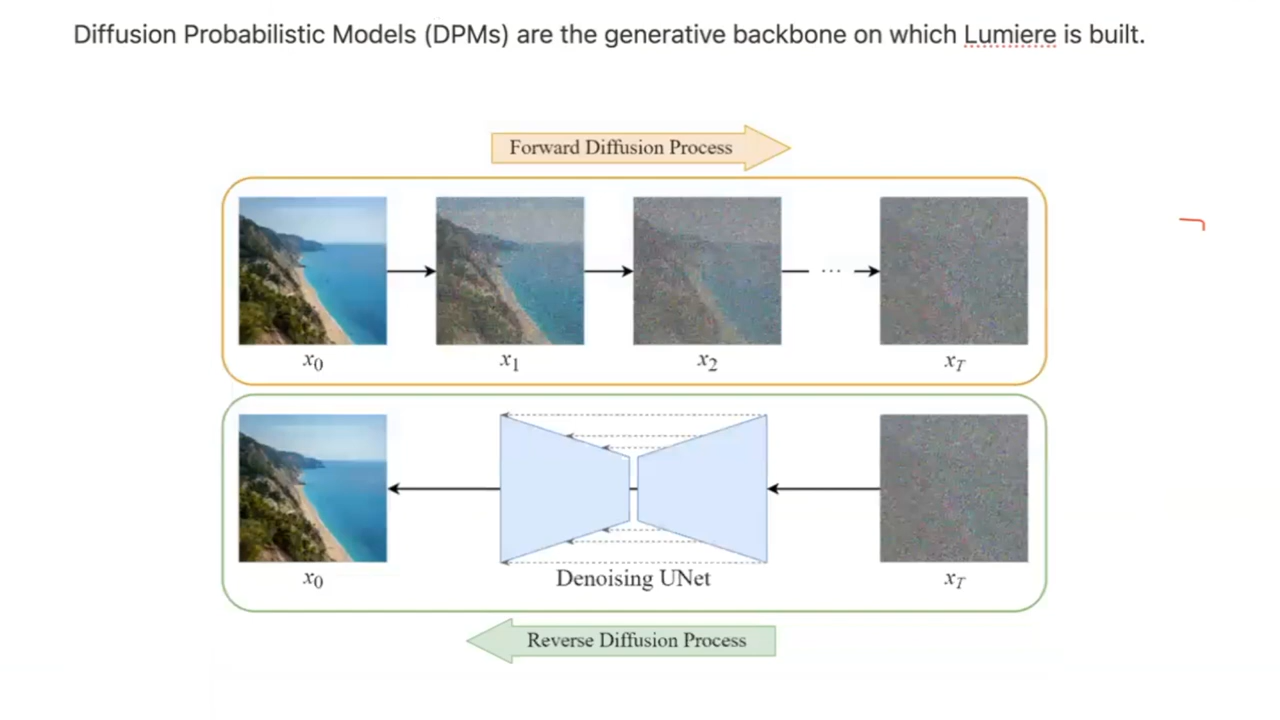 Diffusion Probabilistic Models (DPMs) are the generative backbone on which Lumiere is built.
Forward Diffusion Process
...
x0
x1
x2
xT
Denoising UNet
x0
xT
Reverse Diffusion Process